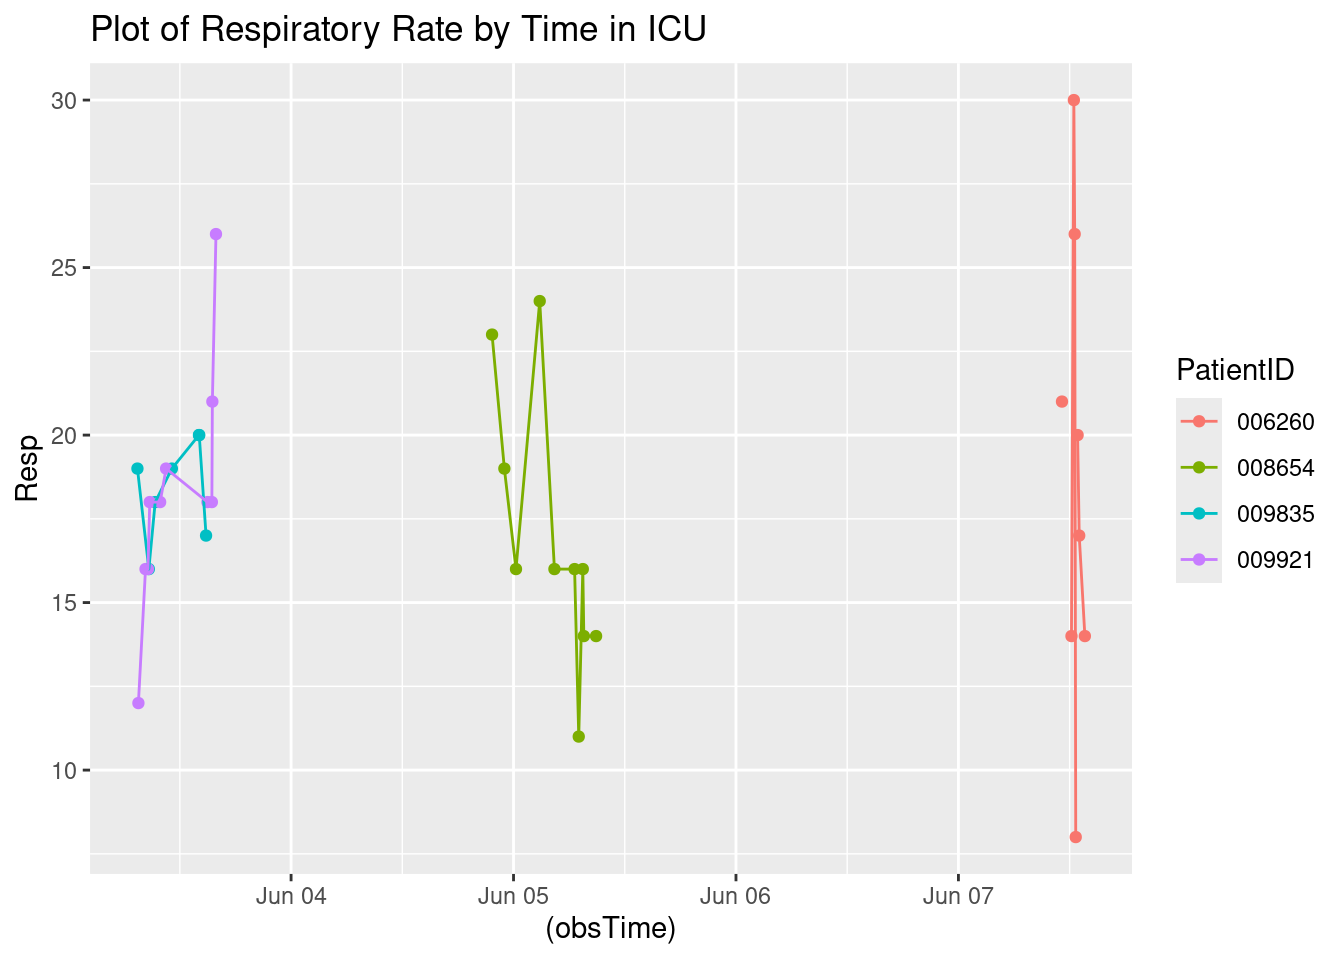 Plot of Respiratory Rate by Time in ICU
30
25
20
15
10
Resp
Jun 04 Jun 05 Jun 06 Jun 07
(obsTime)
PatientID
006260
008654
009835
009921